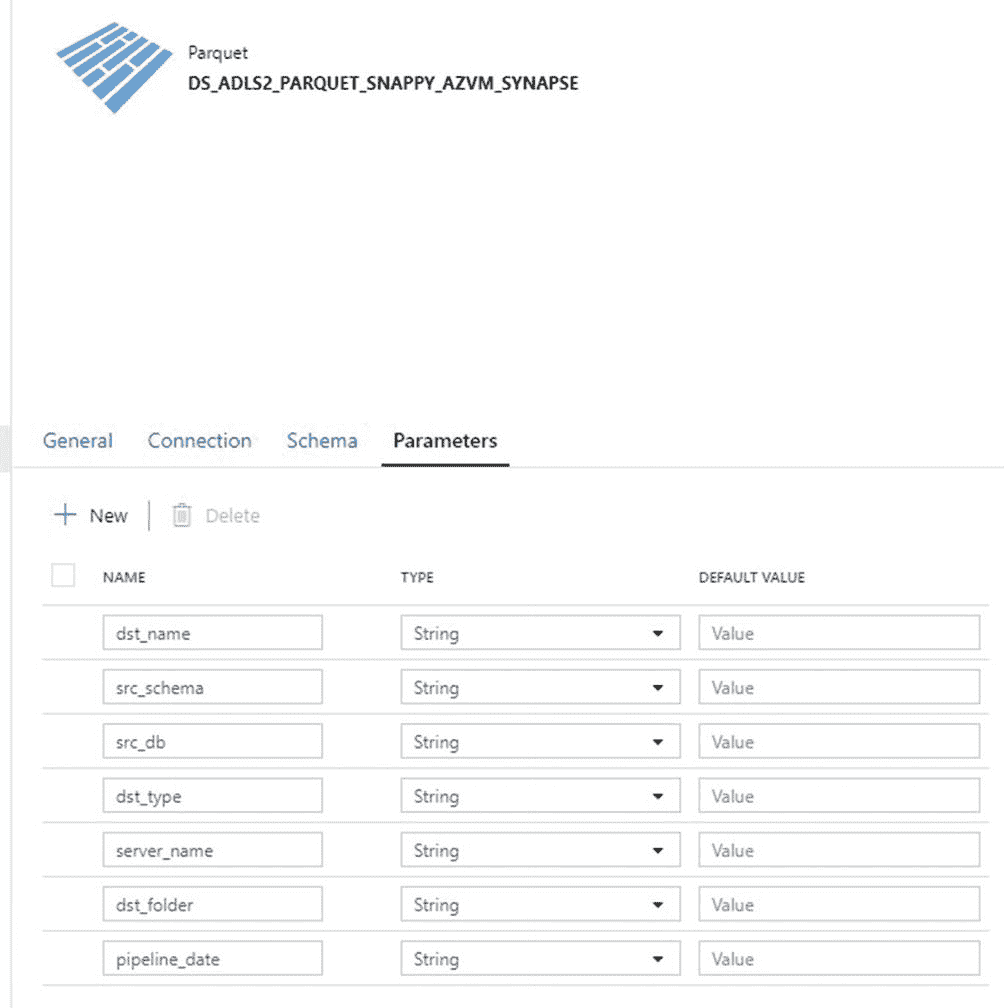 Parquet
DS_ADLS2_PARQUET_SNAPPY_AZVM_SYNAPSE
General Connection Schema Parameters
New Delete
NAME TYPE DEFAULT VALUE
dst_name String Value
src_schema String Value
src_db String Value
dst_type String Value
server_name String Value
dst_folder String Value
pipeline_date String Value